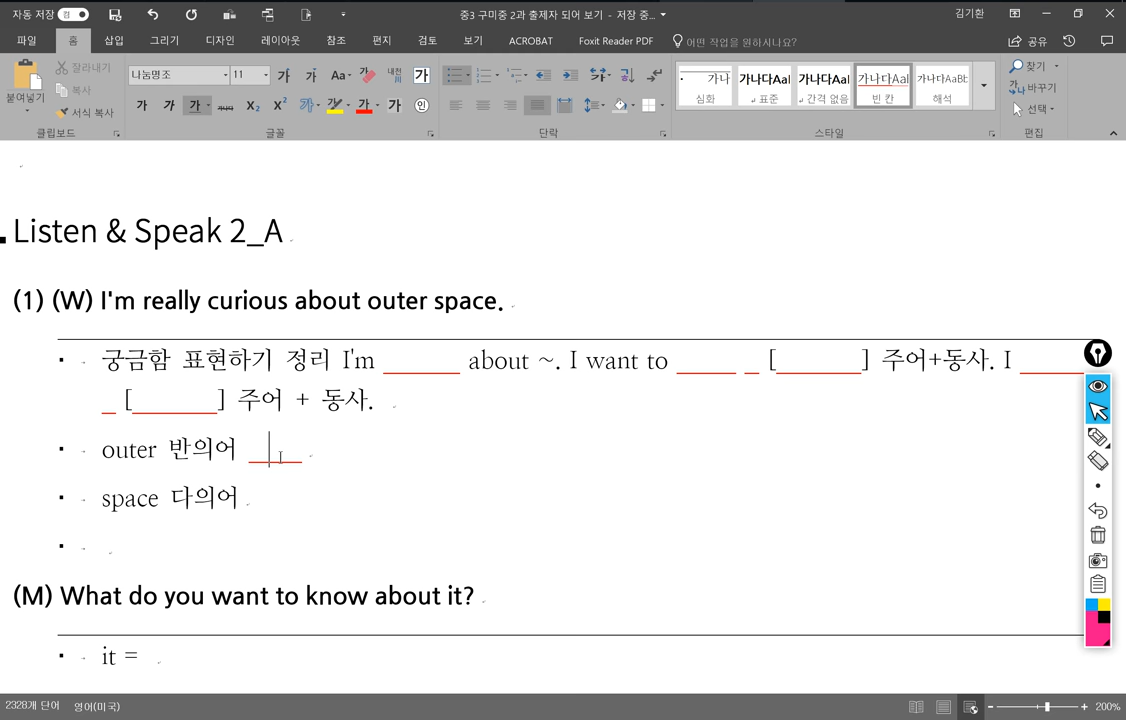 자동 저장 컴 중3 구미중 2과 출제자 되어 보기 - 저장 중... 김기환
파일 홈 삽입 그리기 디자인 레이아웃 참조 편지 검토 보기 ACROBAT Foxit Reader PDF 어떤 작업을 원하시나요? 공유
붙여넣기 잘라내기 복사 서식 복사
나눔명조 11
가나 심화 가나다AaI 표준 가나다AaI 간격 없음 가나다AaI 빈 칸 가나다AaBb 해석
찾기 바꾸기 선택
클립보드 글꼴 단락 스타일 편집
Listen & Speak 2_A
(1) (W) I'm really curious about outer space.
궁금함 표현하기 정리 I'm ______ about ~. I want to _____ _ [_______] 주어+동사. I _____
_ [_______] 주어 + 동사.
outer 반의어
space 다의어
(M) What do you want to know about it?
it =
2328개 단어 영어(미국) 200%